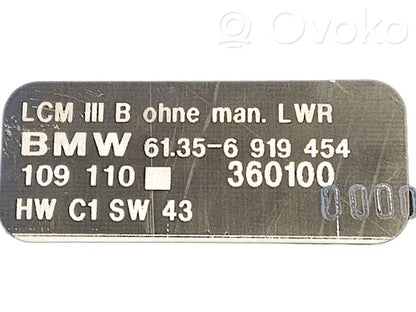 Ovoko
LCM III B ohne man. LWR
BMW 61.35-6 919 454
109 110 360100
HW C1 SW 43 0000